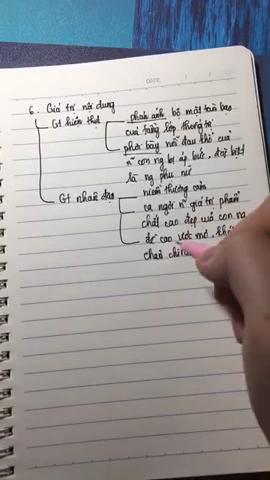 DATE
6. Giá trị nội dung
GT hiện thực
phản ánh bộ mặt tàn bạo
của tầng lớp thống trị
phơi bày nỗi đau khổ của
n~ con ng bị áp bức, đặc biệt
là ng phụ nữ
GT nhân đạo
niềm thương cảm
ca ngợi n~ giá trị phẩm
chất cao đẹp của con ng
đề cao ước mơ
chân chính